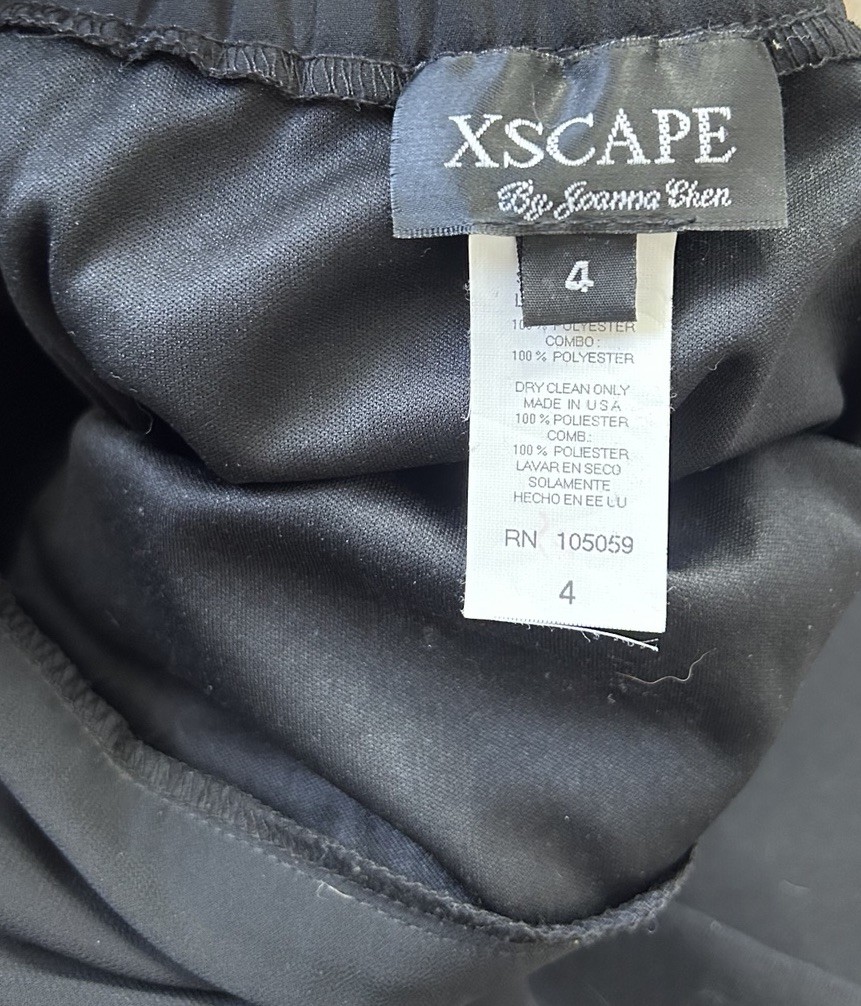 XSCAPE
By Joanna Chen
4
100 % POLYESTER
COMBO :
100 % POLYESTER
DRY CLEAN ONLY
MADE IN U S A
100 % POLIESTER
COMB.:
100 % POLIESTER
LAVAR EN SECO
SOLAMENTE
HECHO EN EE UU
RN 105059
4